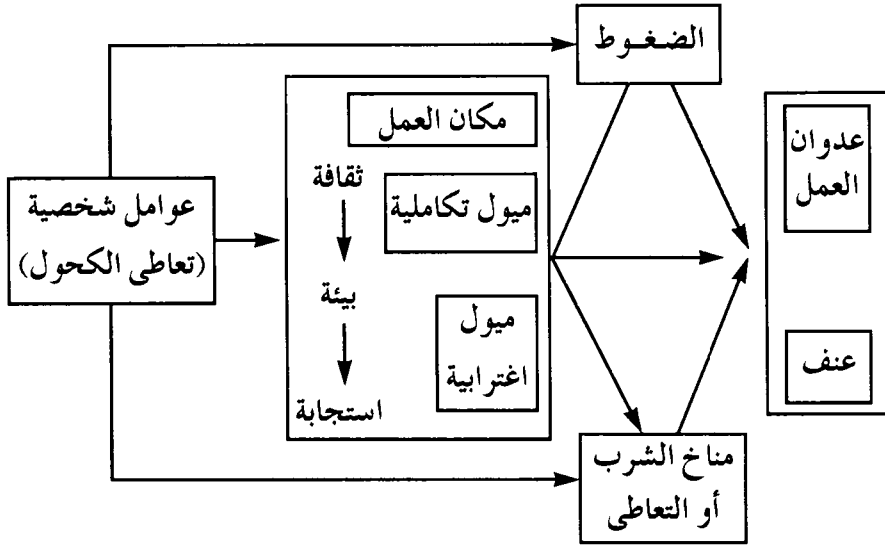 الضغوط
عدوان
العمل
عنف
مكان العمل
ميول تكاملية
ميول
اغترابية
ثقافة
بيئة
استجابة
عوامل شخصية
(تعاطى الكحول)
مناخ الشرب
أو التعاطى